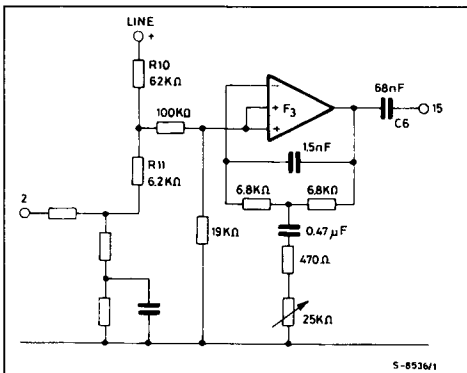 LINE
+
R10
62KΩ
100KΩ
R11
6.2KΩ
2
19KΩ
-
+
+
F3
68nF
C6
15
1.5nF
6.8KΩ
6.8KΩ
0.47µF
470Ω
25KΩ
S-8536/1